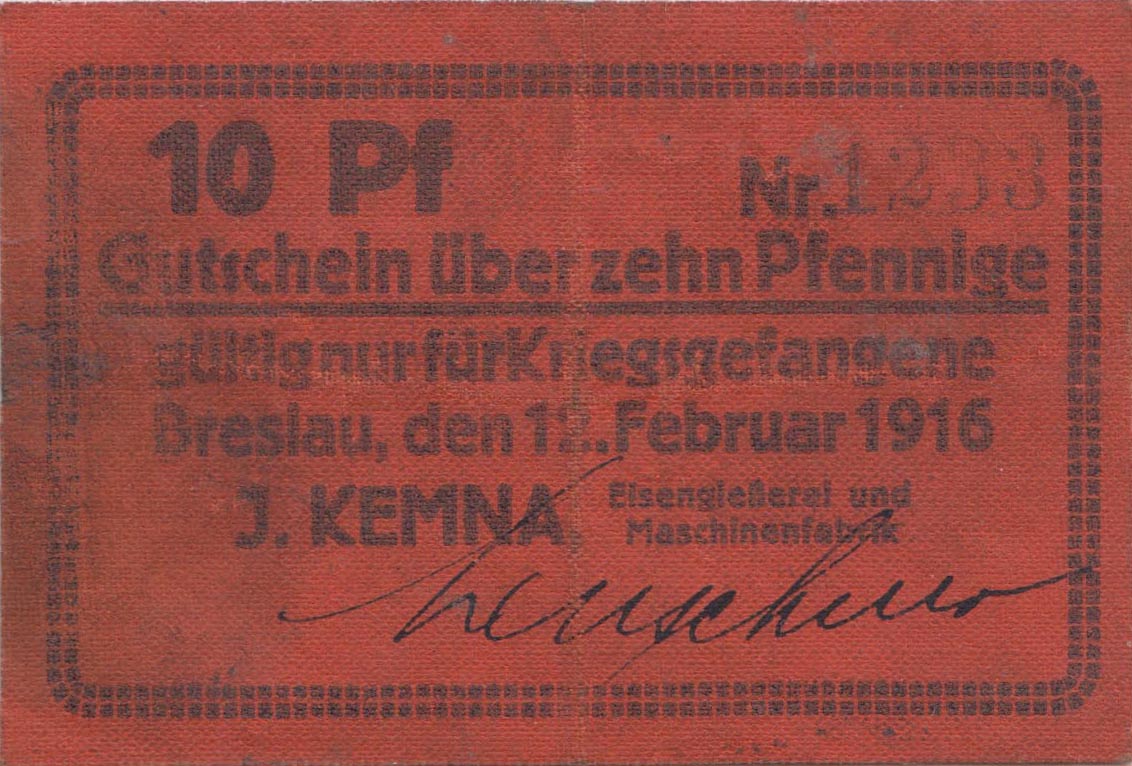 10 Pf Nr. 1233
Gutschein über zehn Pfennige
gültig nur für Kriegsgefangene
Breslau, den 12. Februar 1916
J. KEMNA Eisengießerei und
Maschinenfabrik